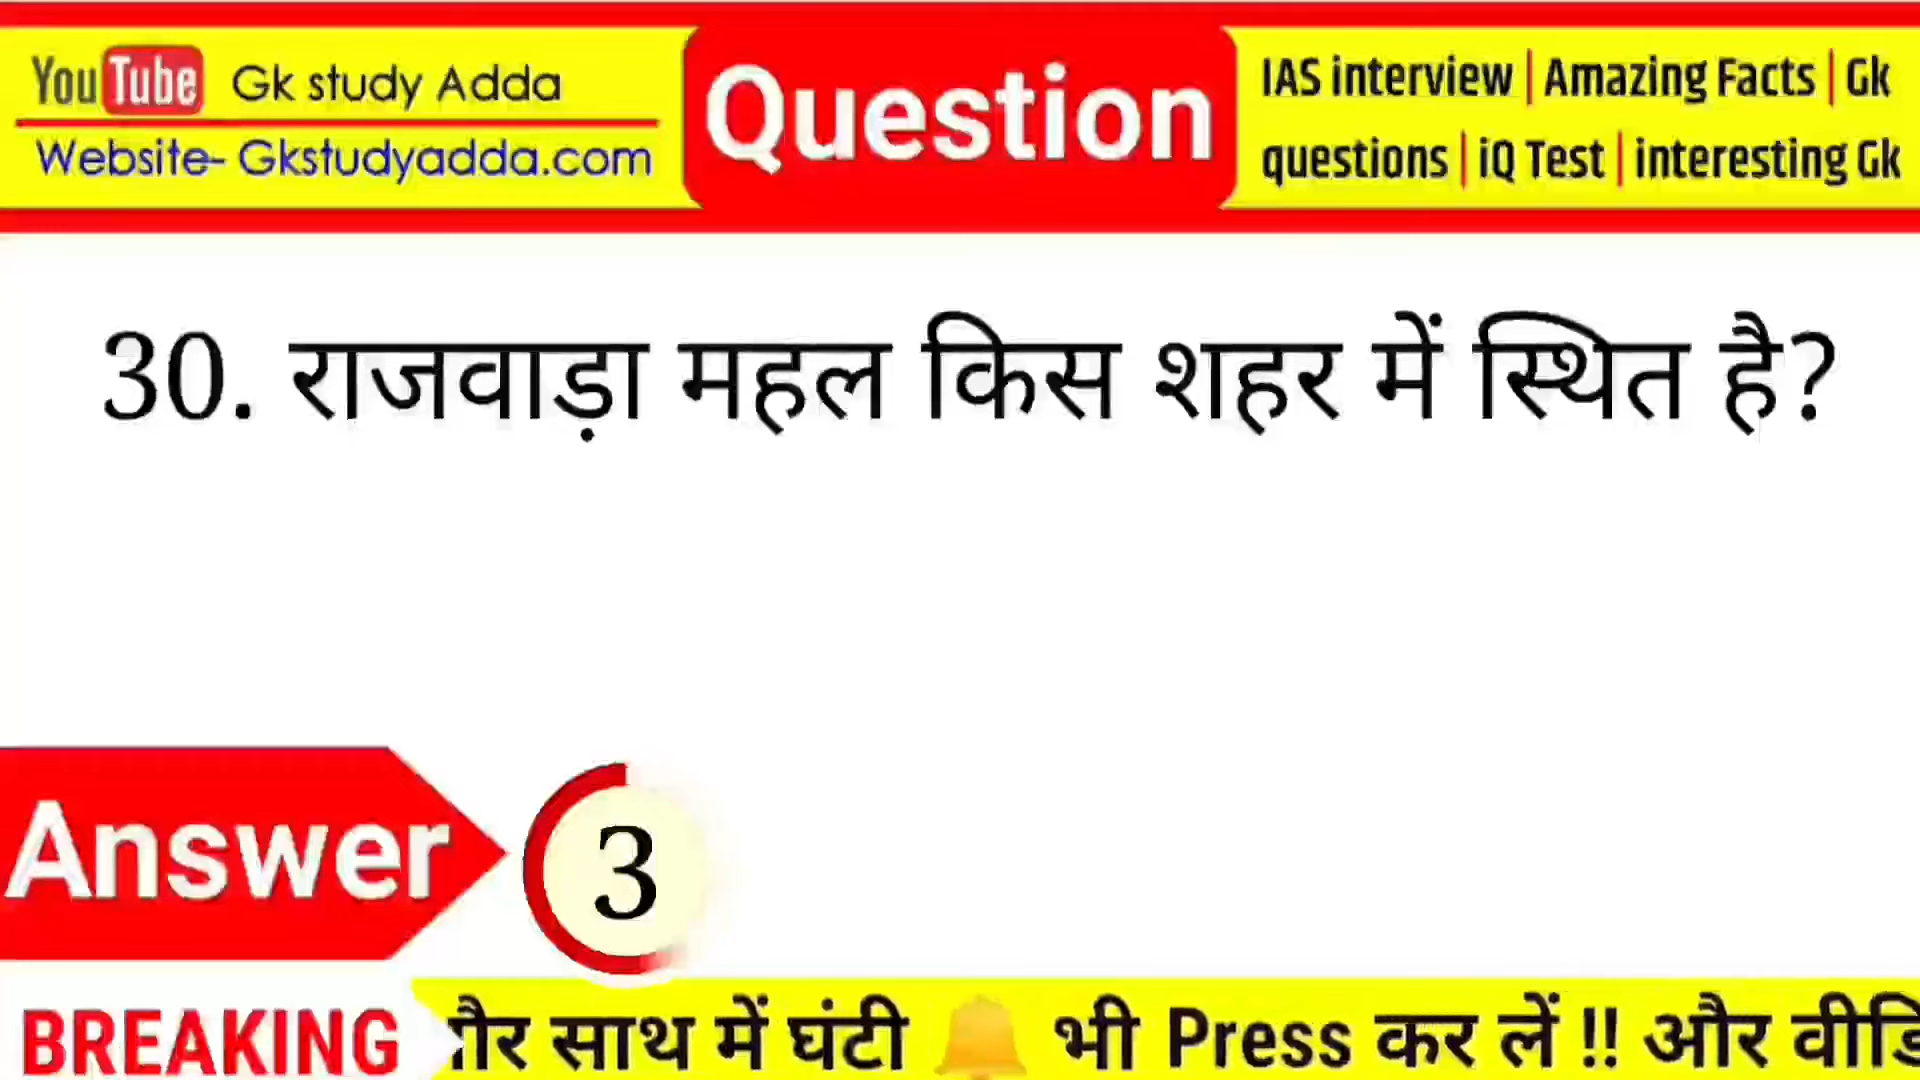 YouTube Gk study Adda
Website- Gkstudyadda.com
Question
IAS interview | Amazing Facts | Gk
questions | iQ Test | interesting Gk
30. राजवाड़ा महल किस शहर में स्थित है?
Answer
3
BREAKING
साथ में घंटी 🔔 भी Press कर लें !! और